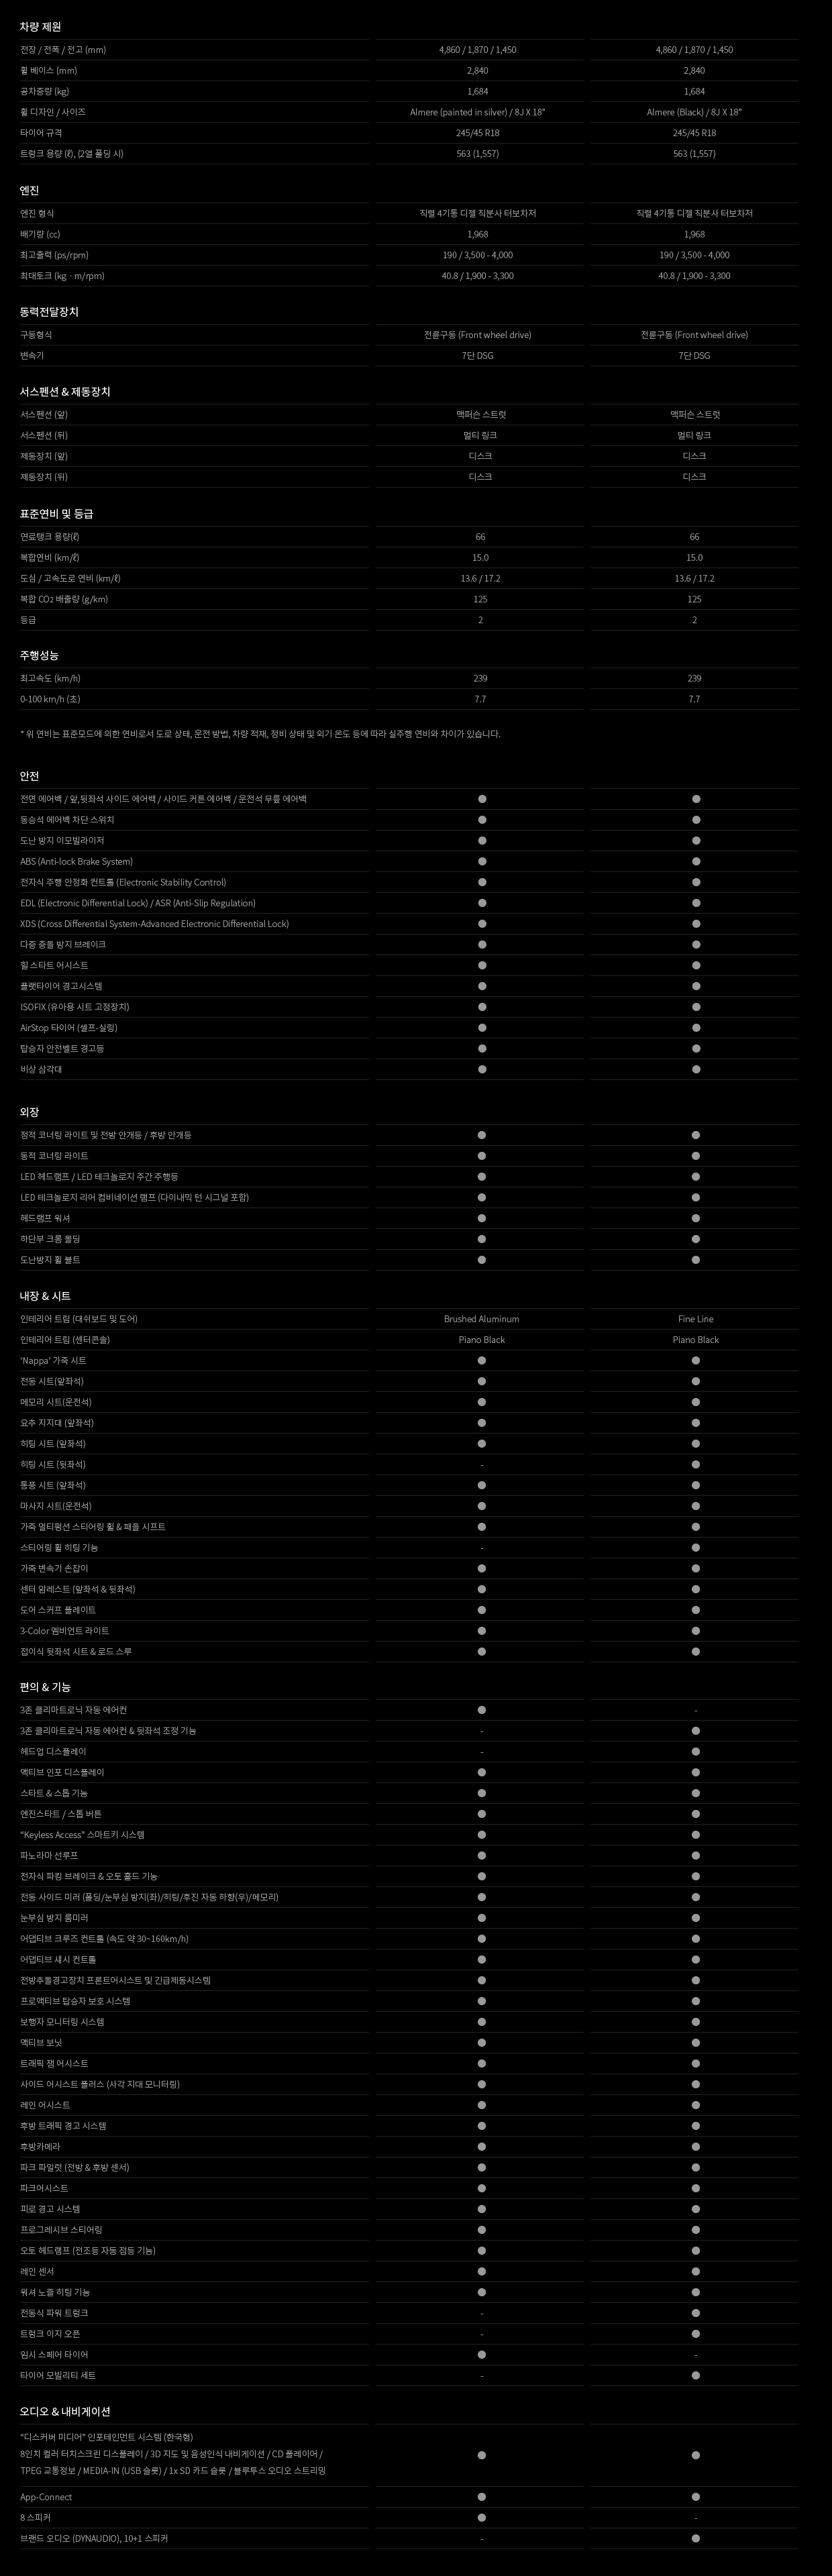 차량 제원
전장 / 전폭 / 전고 (mm) 4,860 / 1,870 / 1,450 4,860 / 1,870 / 1,450
휠 베이스 (mm) 2,840 2,840
공차중량 (kg) 1,684 1,684
휠 디자인 / 사이즈 Almere (painted in silver) / 8J X 18" Almere (Black) / 8J X 18"
타이어 규격 245/45 R18 245/45 R18
트렁크 용량 (ℓ), (2열 폴딩 시) 563 (1,557) 563 (1,557)
엔진
엔진 형식 직렬 4기통 디젤 직분사 터보차저 직렬 4기통 디젤 직분사 터보차저
배기량 (cc) 1,968 1,968
최고출력 (ps/rpm) 190 / 3,500 - 4,000 190 / 3,500 - 4,000
최대토크 (kg · m/rpm) 40.8 / 1,900 - 3,300 40.8 / 1,900 - 3,300
동력전달장치
구동형식 전륜구동 (Front wheel drive) 전륜구동 (Front wheel drive)
변속기 7단 DSG 7단 DSG
서스펜션 & 제동장치
서스펜션 (앞) 맥퍼슨 스트럿 맥퍼슨 스트럿
서스펜션 (뒤) 멀티 링크 멀티 링크
제동장치 (앞) 디스크 디스크
제동장치 (뒤) 디스크 디스크
표준연비 및 등급
연료탱크 용량(ℓ) 66 66
복합연비 (km/ℓ) 15.0 15.0
도심 / 고속도로 연비 (km/ℓ) 13.6 / 17.2 13.6 / 17.2
복합 CO2 배출량 (g/km) 125 125
등급 2 2
주행성능
최고속도 (km/h) 239 239
0-100 km/h (초) 7.7 7.7
* 위 연비는 표준모드에 의한 연비로서 도로 상태, 운전 방법, 차량 적재, 정비 상태 및 외기 온도 등에 따라 실주행 연비와 차이가 있습니다.
안전
전면 에어백 / 앞,뒷좌석 사이드 에어백 / 사이드 커튼 에어백 / 운전석 무릎 에어백 ● ●
동승석 에어백 차단 스위치 ● ●
도난 방지 이모빌라이저 ● ●
ABS (Anti-lock Brake System) ● ●
전자식 주행 안정화 컨트롤 (Electronic Stability Control) ● ●
EDL (Electronic Differential Lock) / ASR (Anti-Slip Regulation) ● ●
XDS (Cross Differential System-Advanced Electronic Differential Lock) ● ●
다중 충돌 방지 브레이크 ● ●
힐 스타트 어시스트 ● ●
플랫타이어 경고시스템 ● ●
ISOFIX (유아용 시트 고정장치) ● ●
AirStop 타이어 (셀프-실링) ● ●
탑승자 안전벨트 경고등 ● ●
비상 삼각대 ● ●
외장
정적 코너링 라이트 및 전방 안개등 / 후방 안개등 ● ●
동적 코너링 라이트 ● ●
LED 헤드램프 / LED 테크놀로지 주간 주행등 ● ●
LED 테크놀로지 리어 컴비네이션 램프 (다이내믹 턴 시그널 포함) ● ●
헤드램프 워셔 ● ●
하단부 크롬 몰딩 ● ●
도난방지 휠 볼트 ● ●
내장 & 시트
인테리어 트림 (대쉬보드 및 도어) Brushed Aluminum Fine Line
인테리어 트림 (센터콘솔) Piano Black Piano Black
'Nappa' 가죽 시트 ● ●
전동 시트(앞좌석) ● ●
메모리 시트(운전석) ● ●
요추 지지대 (앞좌석) ● ●
히팅 시트 (앞좌석) ● ●
히팅 시트 (뒷좌석) - ●
통풍 시트 (앞좌석) ● ●
마사지 시트(운전석) ● ●
가죽 멀티펑션 스티어링 휠 & 패들 시프트 ● ●
스티어링 휠 히팅 기능 - ●
가죽 변속기 손잡이 ● ●
센터 암레스트 (앞좌석 & 뒷좌석) ● ●
도어 스커프 플레이트 ● ●
3-Color 엠비언트 라이트 ● ●
접이식 뒷좌석 시트 & 로드 스루 ● ●
편의 & 기능
3존 클리마트로닉 자동 에어컨 ● -
3존 클리마트로닉 자동 에어컨 & 뒷좌석 조정 기능 - ●
헤드업 디스플레이 - ●
액티브 인포 디스플레이 ● ●
스타트 & 스톱 기능 ● ●
엔진스타트 / 스톱 버튼 ● ●
"Keyless Access" 스마트키 시스템 ● ●
파노라마 선루프 ● ●
전자식 파킹 브레이크 & 오토 홀드 기능 ● ●
전동 사이드 미러 (폴딩/눈부심 방지(좌)/히팅/후진 자동 하향(우)/메모리) ● ●
눈부심 방지 룸미러 ● ●
어댑티브 크루즈 컨트롤 (속도 약 30~160km/h) ● ●
어댑티브 섀시 컨트롤 ● ●
전방추돌경고장치 프론트어시스트 및 긴급제동시스템 ● ●
프로액티브 탑승자 보호 시스템 ● ●
보행자 모니터링 시스템 ● ●
액티브 보닛 ● ●
트래픽 잼 어시스트 ● ●
사이드 어시스트 플러스 (사각 지대 모니터링) ● ●
레인 어시스트 ● ●
후방 트래픽 경고 시스템 ● ●
후방카메라 ● ●
파크 파일럿 (전방 & 후방 센서) ● ●
파크어시스트 ● ●
피로 경고 시스템 ● ●
프로그레시브 스티어링 ● ●
오토 헤드램프 (전조등 자동 점등 기능) ● ●
레인 센서 ● ●
워셔 노즐 히팅 기능 ● ●
전동식 파워 트렁크 - ●
트렁크 이지 오픈 - ●
임시 스페어 타이어 ● -
타이어 모빌리티 세트 - ●
오디오 & 내비게이션
"디스커버 미디어" 인포테인먼트 시스템 (한국형)
8인치 컬러 터치스크린 디스플레이 / 3D 지도 및 음성인식 내비게이션 / CD 플레이어 / ● ●
TPEG 교통정보 / MEDIA-IN (USB 슬롯) / 1x SD 카드 슬롯 / 블루투스 오디오 스트리밍
App-Connect ● ●
8 스피커 ● -
브랜드 오디오 (DYNAUDIO), 10+1 스피커 - ●